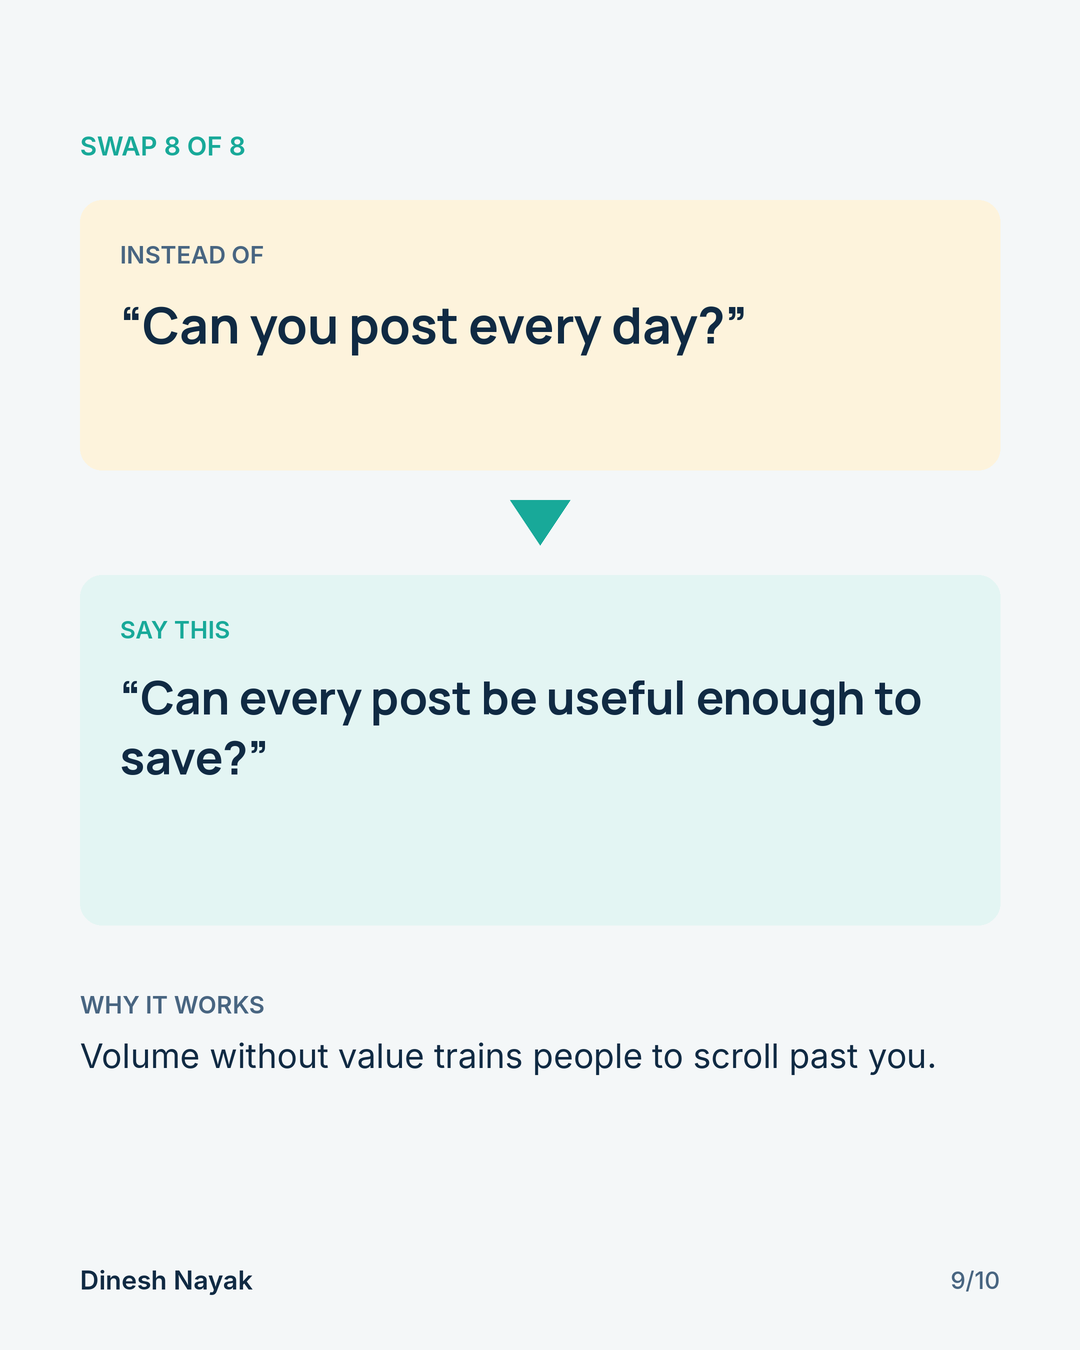 SWAP 8 OF 8
INSTEAD OF
“Can you post every day?”
SAY THIS
“Can every post be useful enough to
save?”
WHY IT WORKS
Volume without value trains people to scroll past you.
Dinesh Nayak
9/10